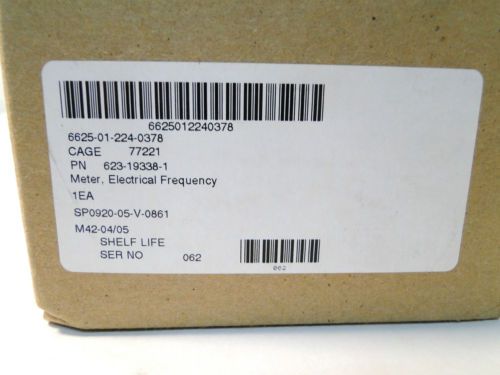 6625012240378
6625-01-224-0378
CAGE 77221
PN 623-19338-1
Meter, Electrical Frequency
1EA
SP0920-05-V-0861
M42-04/05
SHELF LIFE
SER NO 062
062